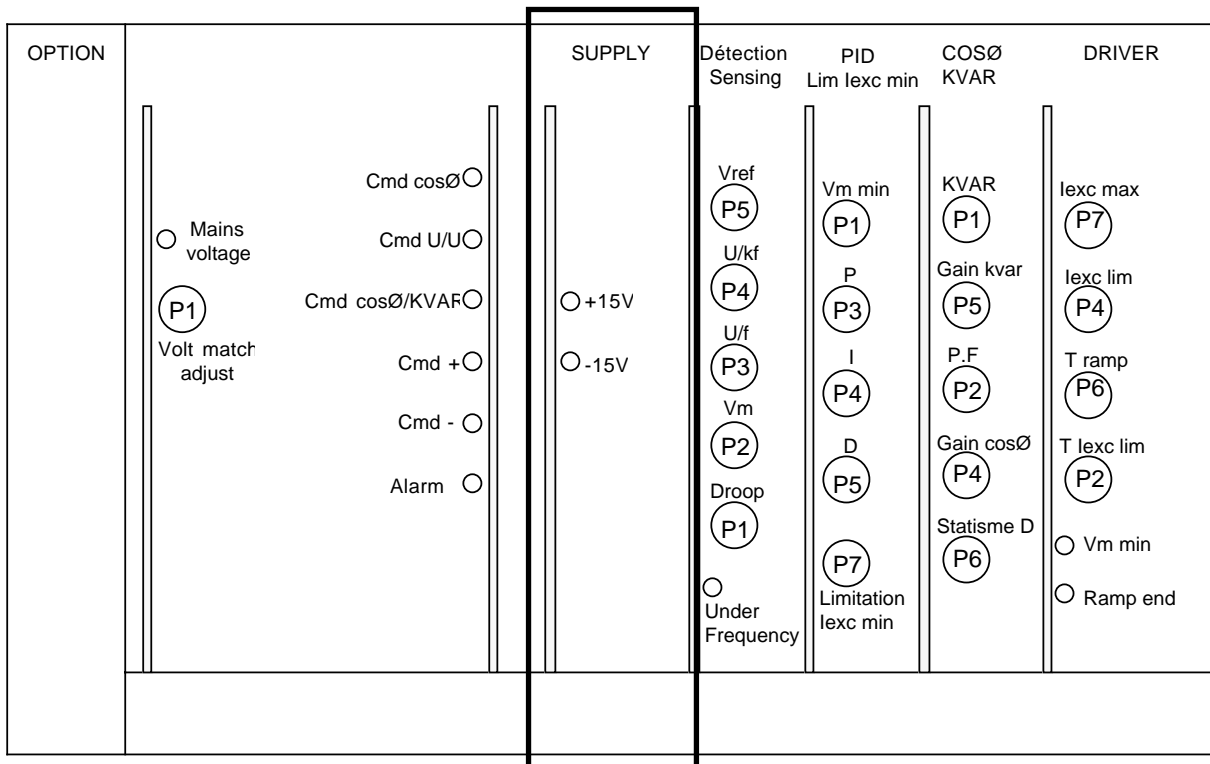 OPTION
Mains
voltage
P1
Volt match
adjust
Cmd cosØ
Cmd U/U
Cmd cosØ/KVAR
Cmd +
Cmd -
Alarm
SUPPLY
+15V
-15V
Détection
Sensing
Vref
P5
U/kf
P4
U/f
P3
Vm
P2
Droop
P1
Under
Frequency
PID
Lim Iexc min
Vm min
P1
P
P3
I
P4
D
P5
P7
Limitation
Iexc min
COSØ
KVAR
KVAR
P1
Gain kvar
P5
P.F
P2
Gain cosØ
P4
Statisme D
P6
DRIVER
Iexc max
P7
Iexc lim
P4
T ramp
P6
T Iexc lim
P2
Vm min
Ramp end